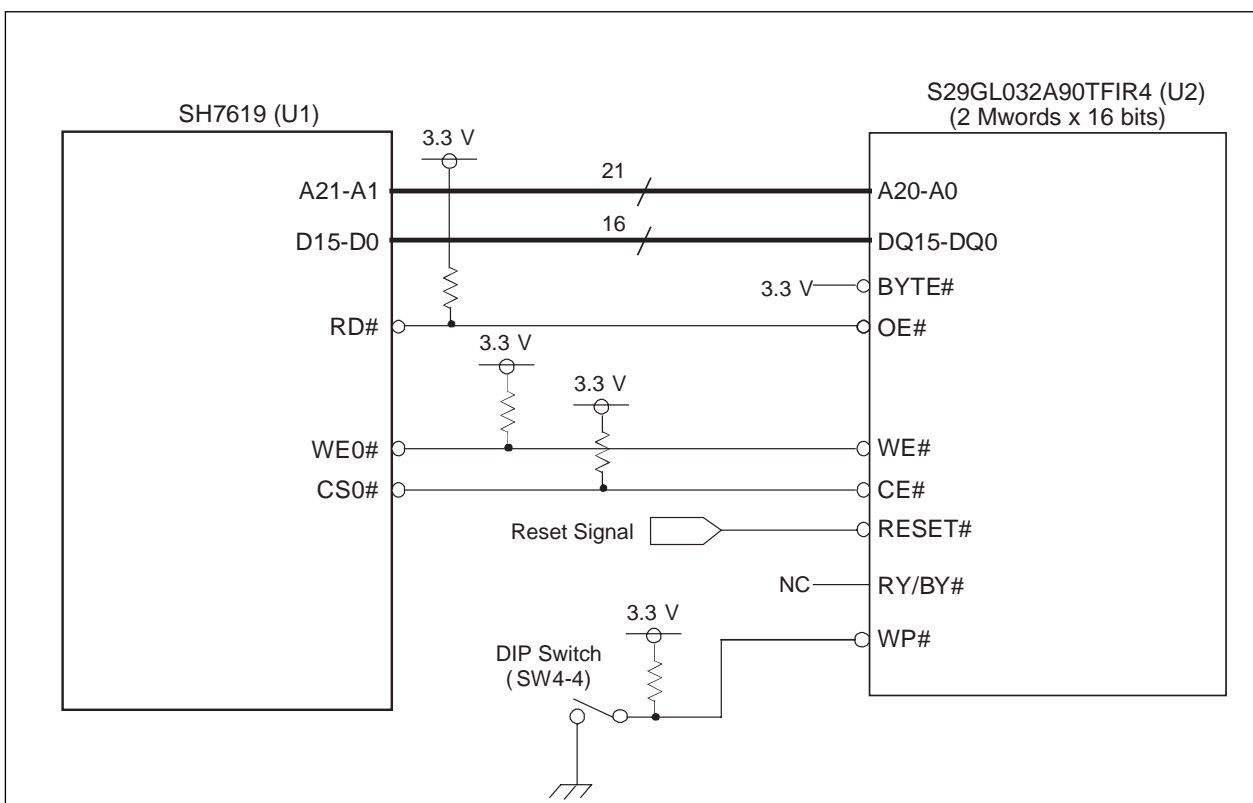 S29GL032A90TFIR4 (U2)
(2 Mwords x 16 bits)
SH7619 (U1)
3.3 V
A21-A1
21
A20-A0
D15-D0
16
DQ15-DQ0
3.3 V
BYTE#
RD#
OE#
3.3 V
3.3 V
WE0#
WE#
CS0#
CE#
Reset Signal
RESET#
NC
RY/BY#
3.3 V
WP#
DIP Switch
(SW4-4)